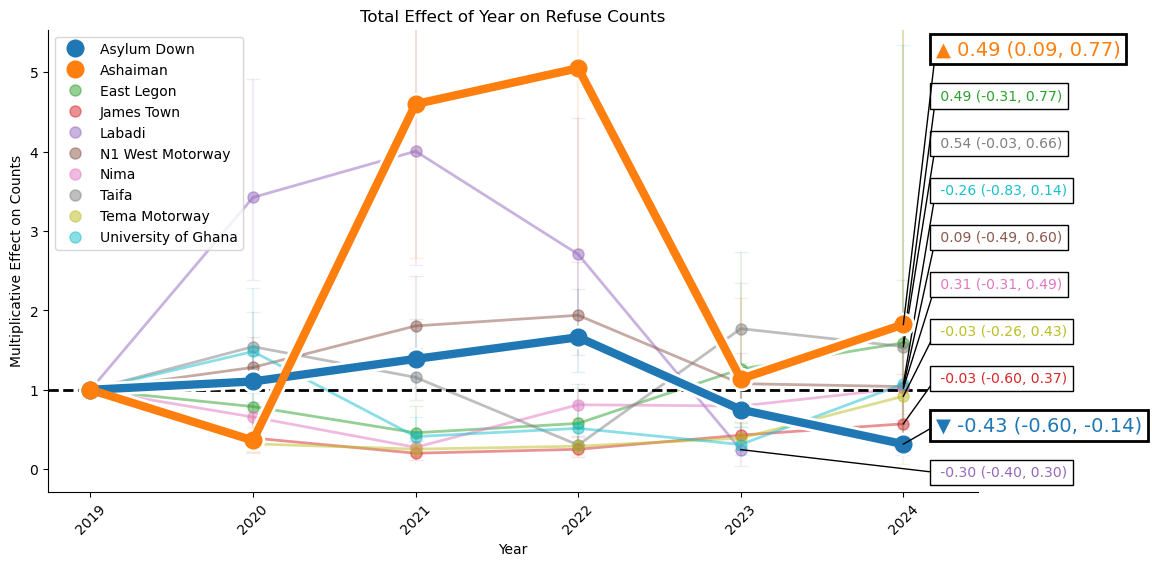 Total Effect of Year on Refuse Counts
Multiplicative Effect on Counts
5
4
3
2
1
0
Asylum Down
Ashaiman
East Legon
James Town
Labadi
N1 West Motorway
Nima
Taifa
Tema Motorway
University of Ghana
▲ 0.49 (0.09, 0.77)
0.49 (-0.31, 0.77)
0.54 (-0.03, 0.66)
-0.26 (-0.83, 0.14)
0.09 (-0.49, 0.60)
0.31 (-0.31, 0.49)
-0.03 (-0.26, 0.43)
-0.03 (-0.60, 0.37)
▼ -0.43 (-0.60, -0.14)
-0.30 (-0.40, 0.30)
2019
2020
2021
2022
2023
2024
Year